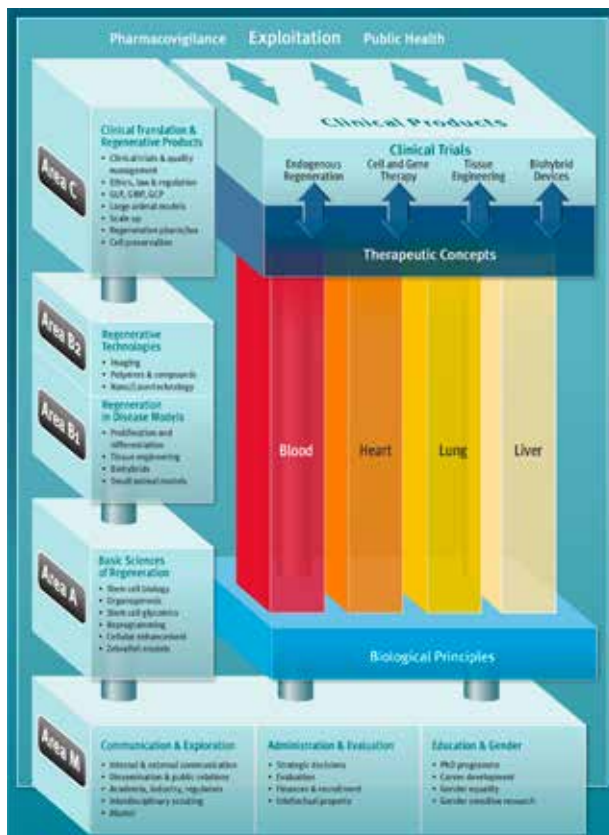 Pharmacovigilance Exploitation Public Health
Clinical Products
Clinical Trials
Endogenous Regeneration
Cell and Gene Therapy
Tissue Engineering
Biohybrid Devices
Therapeutic Concepts
Area C
Clinical Translation &
Regenerative Products
• Clinical trials & quality
management
• Ethics, law & regulation
• GLP, GMP, GCP
• Large animal models
• Scale up
• Cell preservation
Area B2
Regenerative
Technologies
• Imaging
• Polymers & compounds
• Nano/Lasertechnology
Area B1
Regeneration
in Disease Models
• Proliferation and
differentiation
• Tissue engineering
• Biohybrids
• Small animal models
Blood
Heart
Lung
Liver
Area A
Basic Sciences
of Regeneration
• Stem cell biology
• Organogenesis
• Stem cell glycomics
• Reprogramming
• Cellular enhancement
• Zebrafish models
Biological Principles
Area M
Communication & Exploration
• Internal & external communication
• Dissemination & public relations
• Academia, industry, regulators
• Interdisciplinary scouting
• Alumni
Administration & Evaluation
• Strategic decisions
• Evaluation
• Finances & recruitment
• Intellectual property
Education & Gender
• PhD programme
• Career development
• Gender equality
• Gender sensitive research